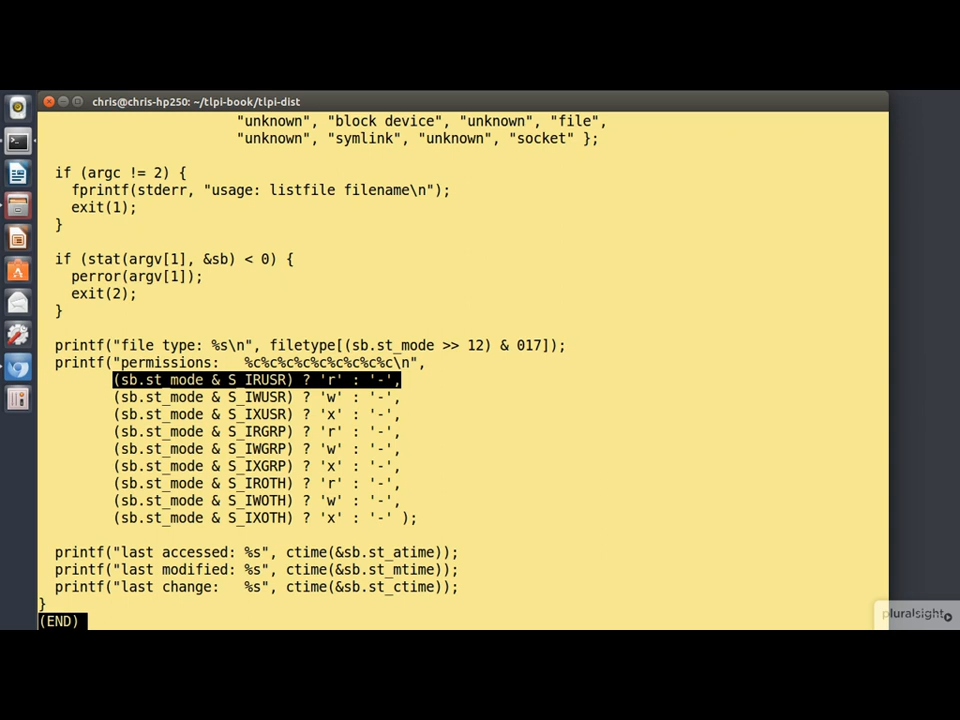 chris@chris-hp250: ~/tlpi-book/tlpi-dist
"unknown", "block device", "unknown", "file",
"unknown", "symlink", "unknown", "socket" };
if (argc != 2) {
fprintf(stderr, "usage: listfile filename\n");
exit(1);
}
if (stat(argv[1], &sb) < 0) {
perror(argv[1]);
exit(2);
}
printf("file type: %s\n", filetype[(sb.st_mode >> 12) & 017]);
printf("permissions:   %c%c%c%c%c%c%c%c%c\n",
(sb.st_mode & S_IRUSR) ? 'r' : '-',
(sb.st_mode & S_IWUSR) ? 'w' : '-',
(sb.st_mode & S_IXUSR) ? 'x' : '-',
(sb.st_mode & S_IRGRP) ? 'r' : '-',
(sb.st_mode & S_IWGRP) ? 'w' : '-',
(sb.st_mode & S_IXGRP) ? 'x' : '-',
(sb.st_mode & S_IROTH) ? 'r' : '-',
(sb.st_mode & S_IWOTH) ? 'w' : '-',
(sb.st_mode & S_IXOTH) ? 'x' : '-' );
printf("last accessed: %s", ctime(&sb.st_atime));
printf("last modified: %s", ctime(&sb.st_mtime));
printf("last change:   %s", ctime(&sb.st_ctime));
}
(END)
pluralsight